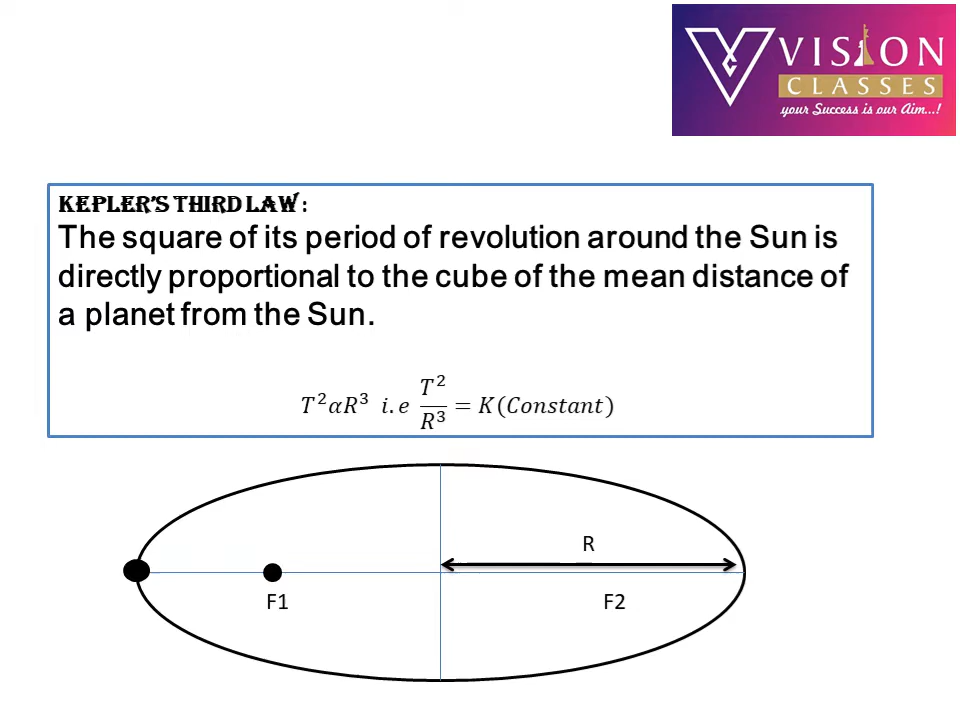 VISION
CLASSES
your Success is our Aim...!
KEPLER'S THIRD LAW :
The square of its period of revolution around the Sun is
directly proportional to the cube of the mean distance of
a planet from the Sun.
T²αR³ i.e T²/R³ = K(Constant)
R
F1 F2